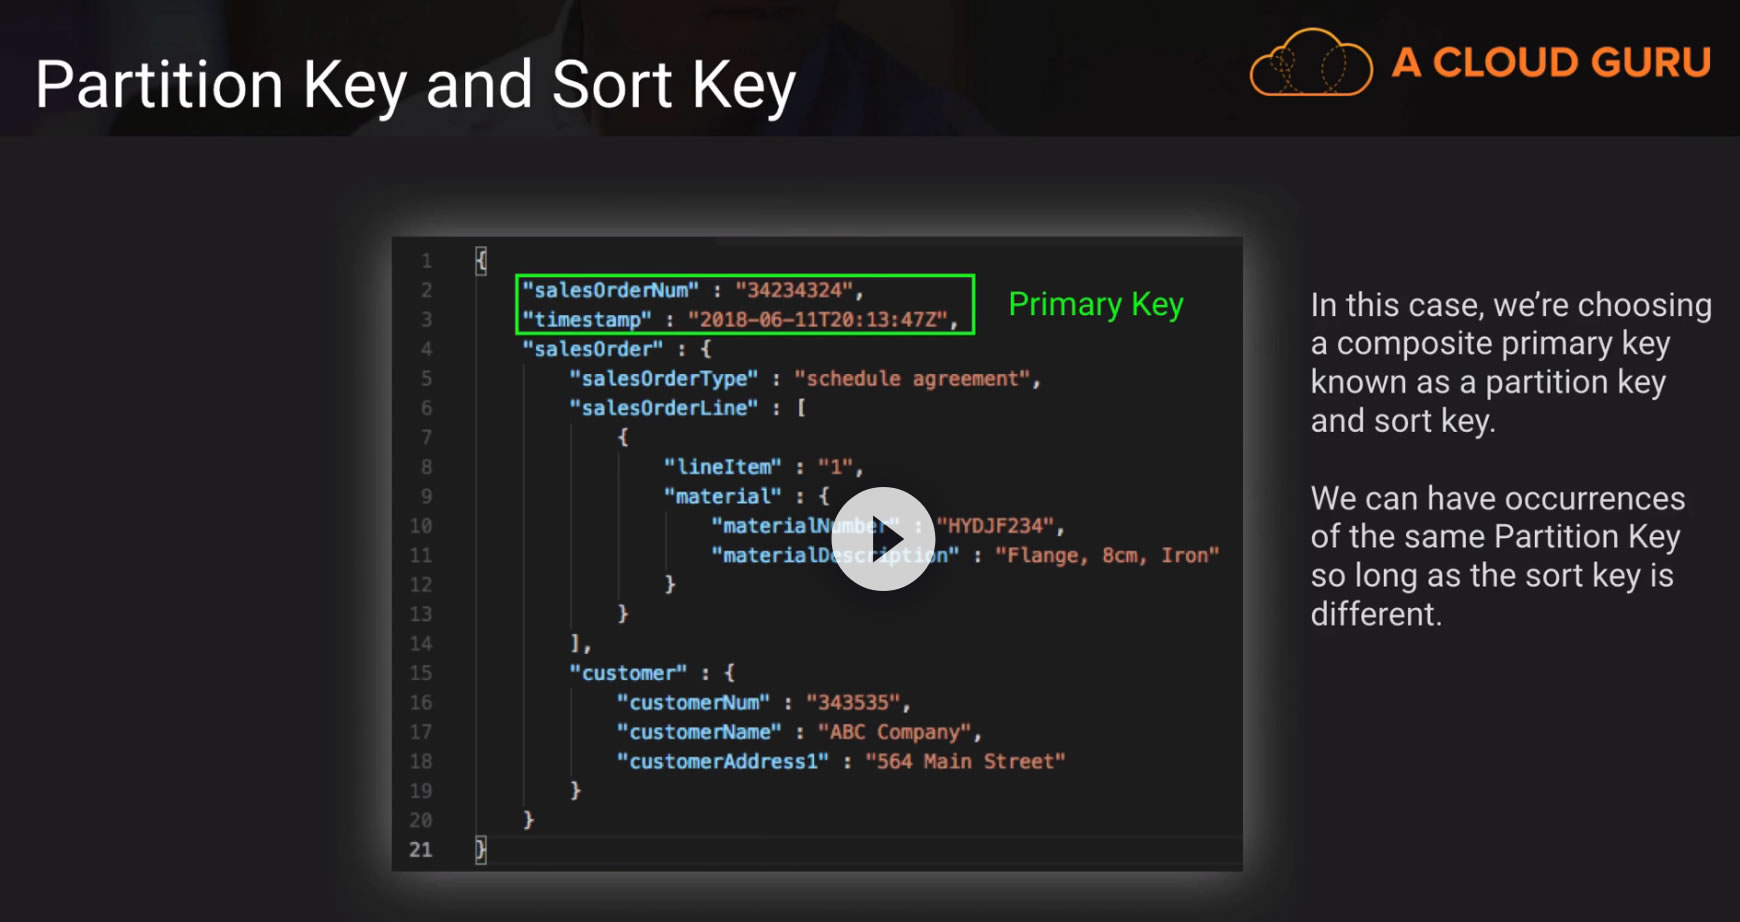 Partition Key and Sort Key
A CLOUD GURU
1 {
2 "salesOrderNum" : "34234324",
3 "timestamp" : "2018-06-11T20:13:47Z",
Primary Key
4 "salesOrder" : {
5 "salesOrderType" : "schedule agreement",
6 "salesOrderLine" : [
7 {
8 "lineItem" : "1",
9 "material" : {
10 "materialNumber" : "HYDJF234",
11 "materialDescription" : "Flange, 8cm, Iron"
12 }
13 }
14 ],
15 "customer" : {
16 "customerNum" : "343535",
17 "customerName" : "ABC Company",
18 "customerAddress1" : "564 Main Street"
19 }
20 }
21 }
In this case, we’re choosing
a composite primary key
known as a partition key
and sort key.
We can have occurrences
of the same Partition Key
so long as the sort key is
different.